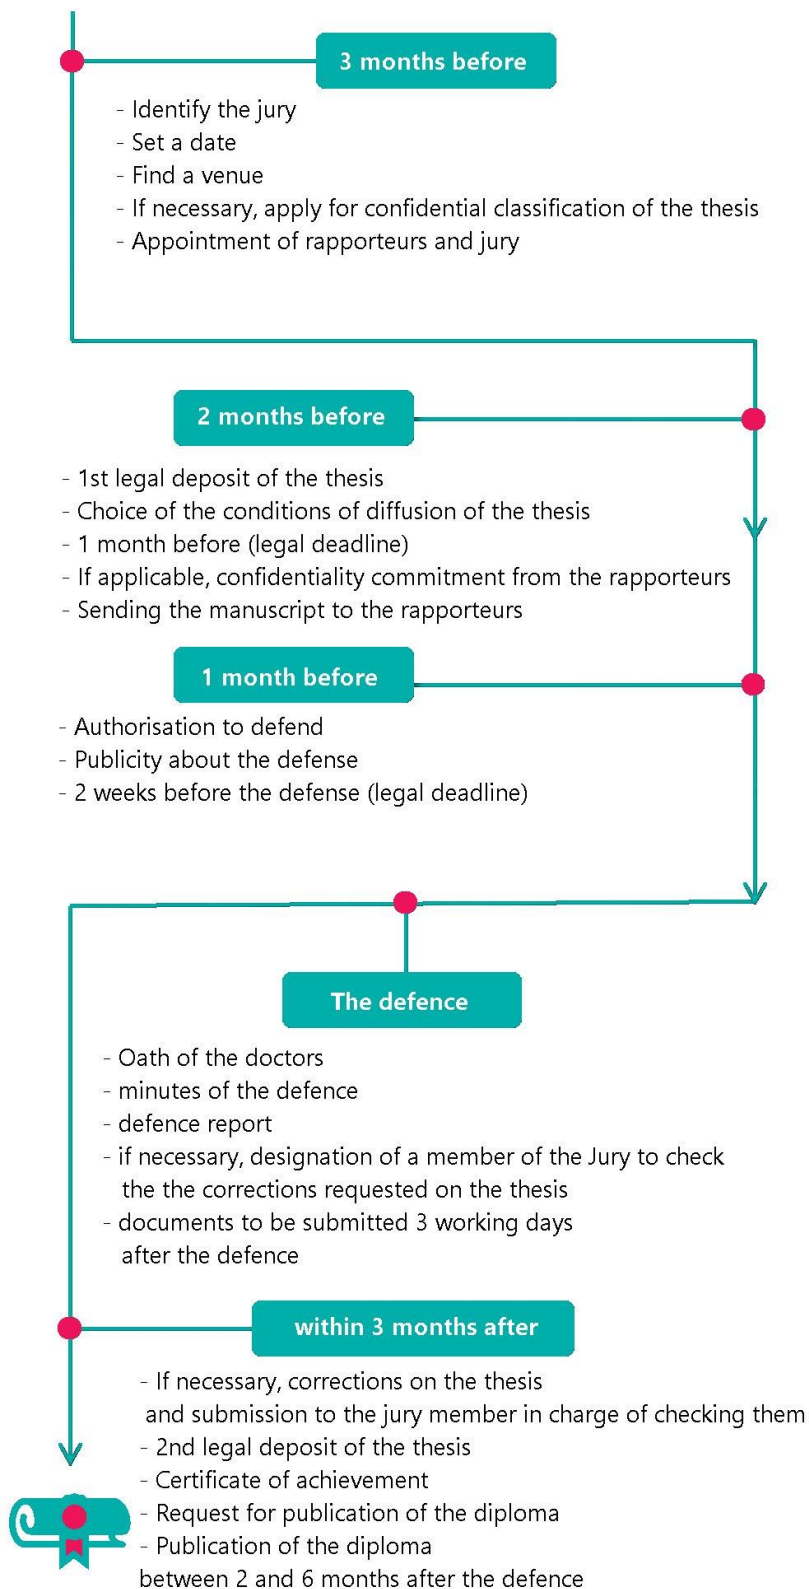 3 months before
- Identify the jury
- Set a date
- Find a venue
- If necessary, apply for confidential classification of the thesis
- Appointment of rapporteurs and jury
2 months before
- 1st legal deposit of the thesis
- Choice of the conditions of diffusion of the thesis
- 1 month before (legal deadline)
- If applicable, confidentiality commitment from the rapporteurs
- Sending the manuscript to the rapporteurs
1 month before
- Authorisation to defend
- Publicity about the defense
- 2 weeks before the defense (legal deadline)
The defence
- Oath of the doctors
- minutes of the defence
- defence report
- if necessary, designation of a member of the Jury to check
the the corrections requested on the thesis
- documents to be submitted 3 working days
after the defence
within 3 months after
- If necessary, corrections on the thesis
and submission to the jury member in charge of checking them
- 2nd legal deposit of the thesis
- Certificate of achievement
- Request for publication of the diploma
- Publication of the diploma
between 2 and 6 months after the defence